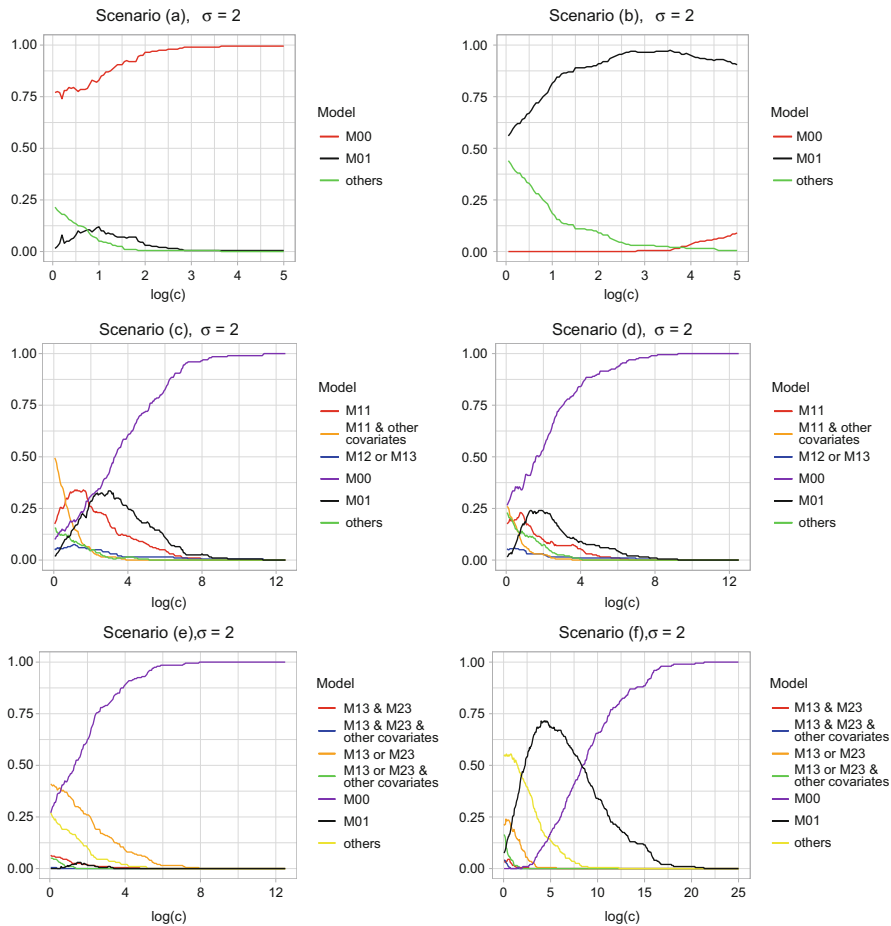 Scenario (a), σ = 2
1.00
0.75
0.50
0.25
0.00
0
1
2
3
4
5
log(c)
Model
M00
M01
others
Scenario (b), σ = 2
1.00
0.75
0.50
0.25
0.00
0
1
2
3
4
5
log(c)
Model
M00
M01
others
Scenario (c), σ = 2
1.00
0.75
0.50
0.25
0.00
0
4
8
12
log(c)
Model
M11
M11 & other
covariates
M12 or M13
M00
M01
others
Scenario (d), σ = 2
1.00
0.75
0.50
0.25
0.00
0
4
8
12
log(c)
Model
M11
M11 & other
covariates
M12 or M13
M00
M01
others
Scenario (e),σ = 2
1.00
0.75
0.50
0.25
0.00
0
4
8
12
log(c)
Model
M13 & M23
M13 & M23 &
other covariates
M13 or M23
M13 or M23 &
other covariates
M00
M01
others
Scenario (f),σ = 2
1.00
0.75
0.50
0.25
0.00
0
5
10
15
20
25
log(c)
Model
M13 & M23
M13 & M23 &
other covariates
M13 or M23
M13 or M23 &
other covariates
M00
M01
others